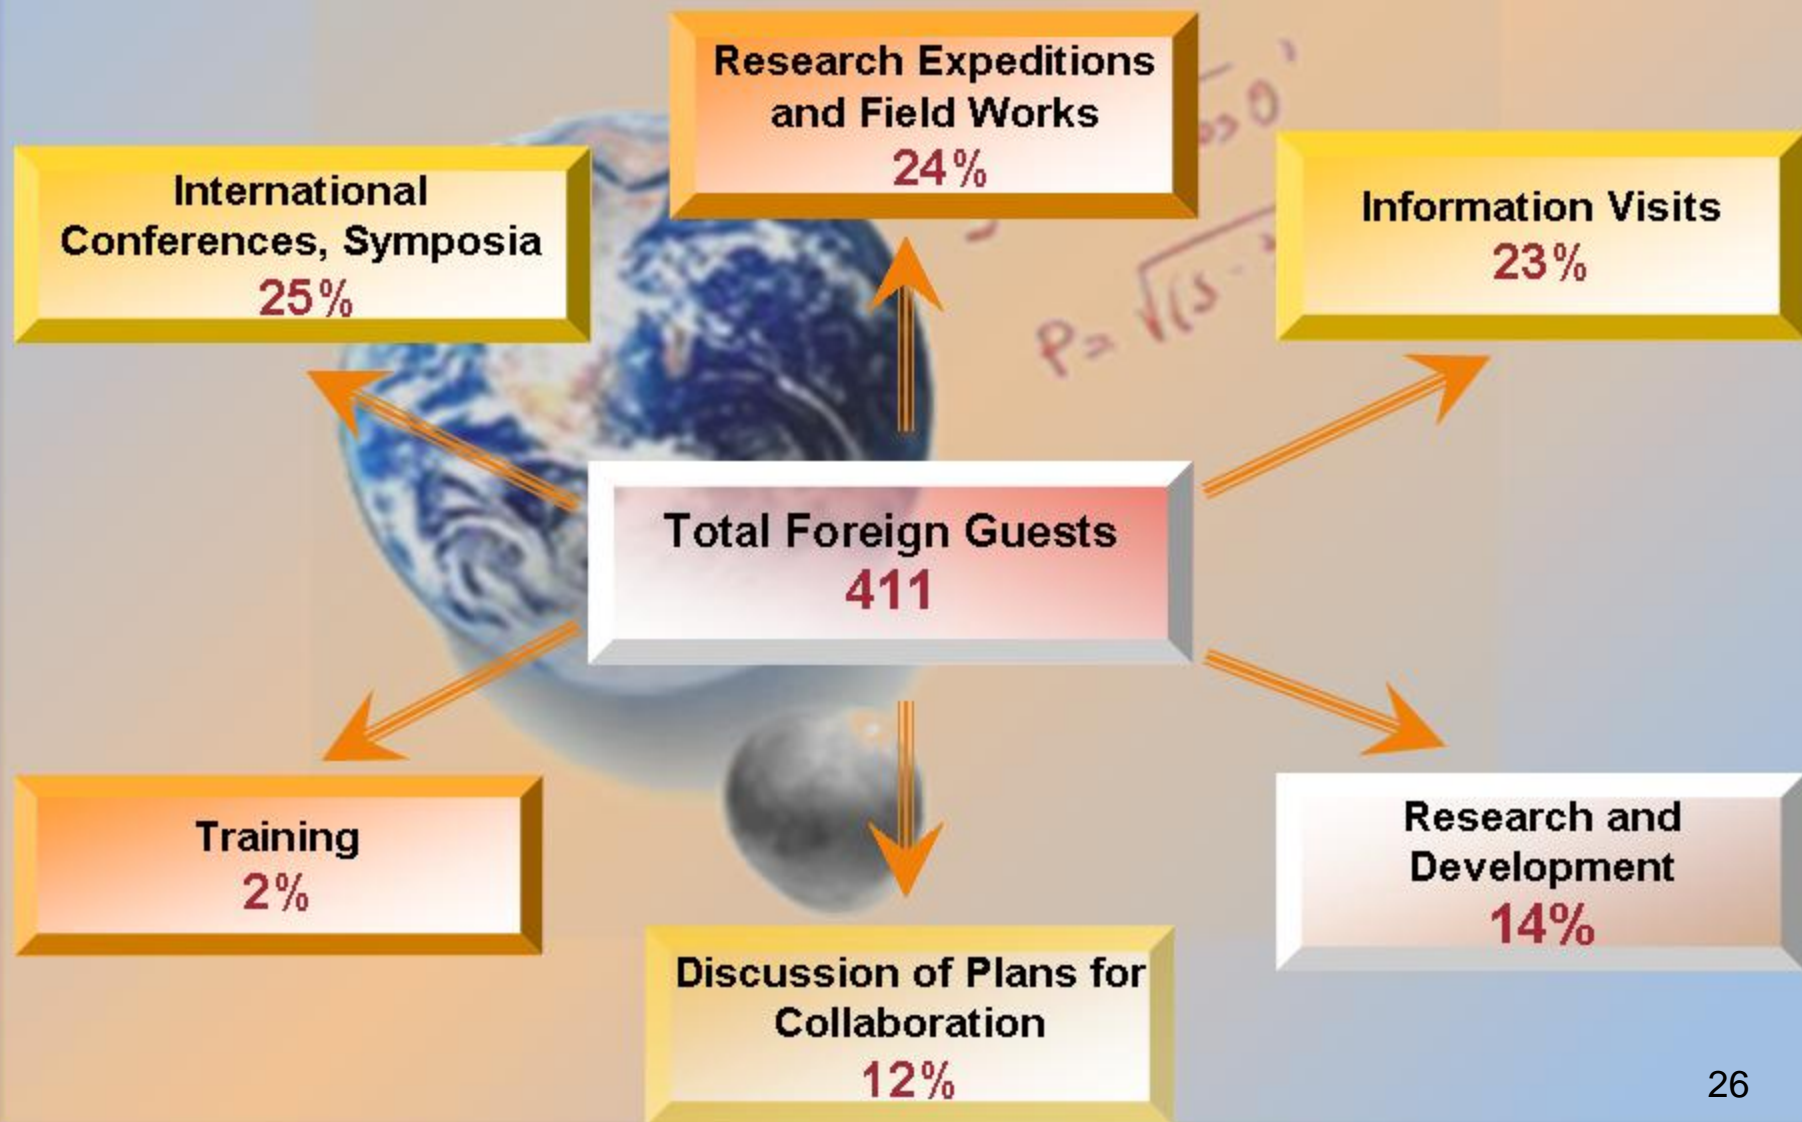 Research Expeditions
and Field Works
24%
International
Conferences, Symposia
25%
Information Visits
23%
P= √((s-
Total Foreign Guests
411
Training
2%
Research and
Development
14%
Discussion of Plans for
Collaboration
12%
26